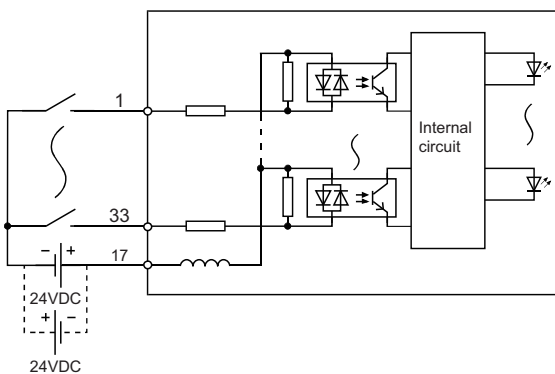 1
Internal
circuit
33
− +
17
24VDC
+ −
24VDC